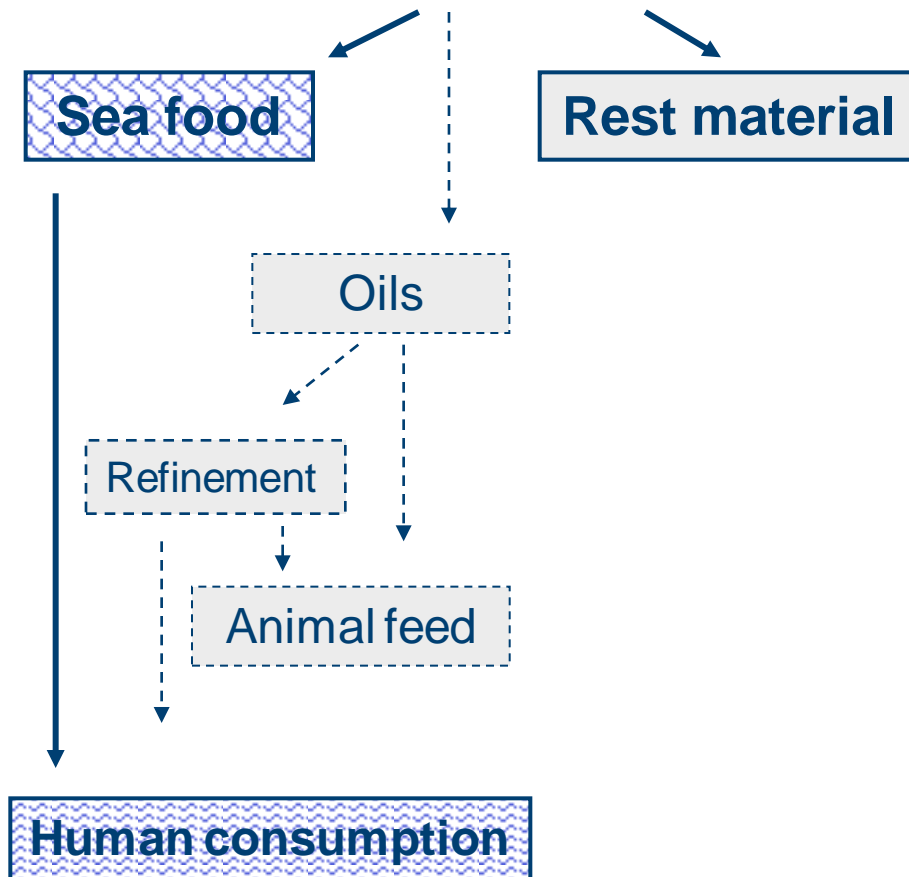 Sea food
Rest material
Oils
Refinement
Animal feed
Human consumption